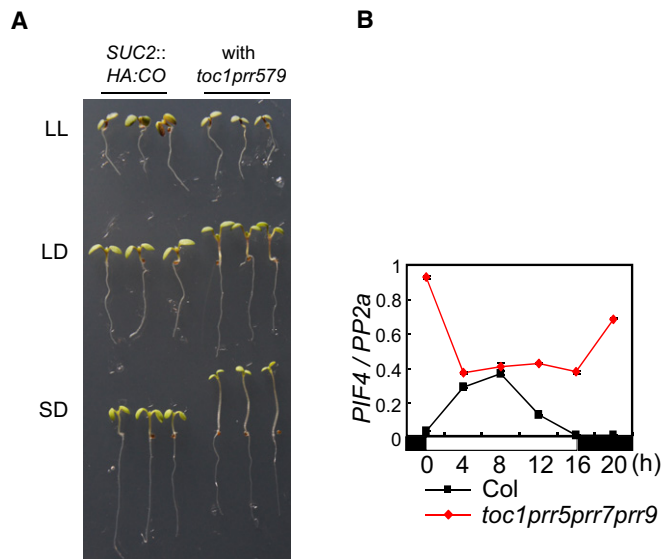 A
SUC2::
HA:CO
with
toc1prr579
LL
LD
SD
B
PIF4 / PP2a
1
0.8
0.6
0.4
0.2
0
0 4 8 12 16 20 (h)
Col
toc1prr5prr7prr9